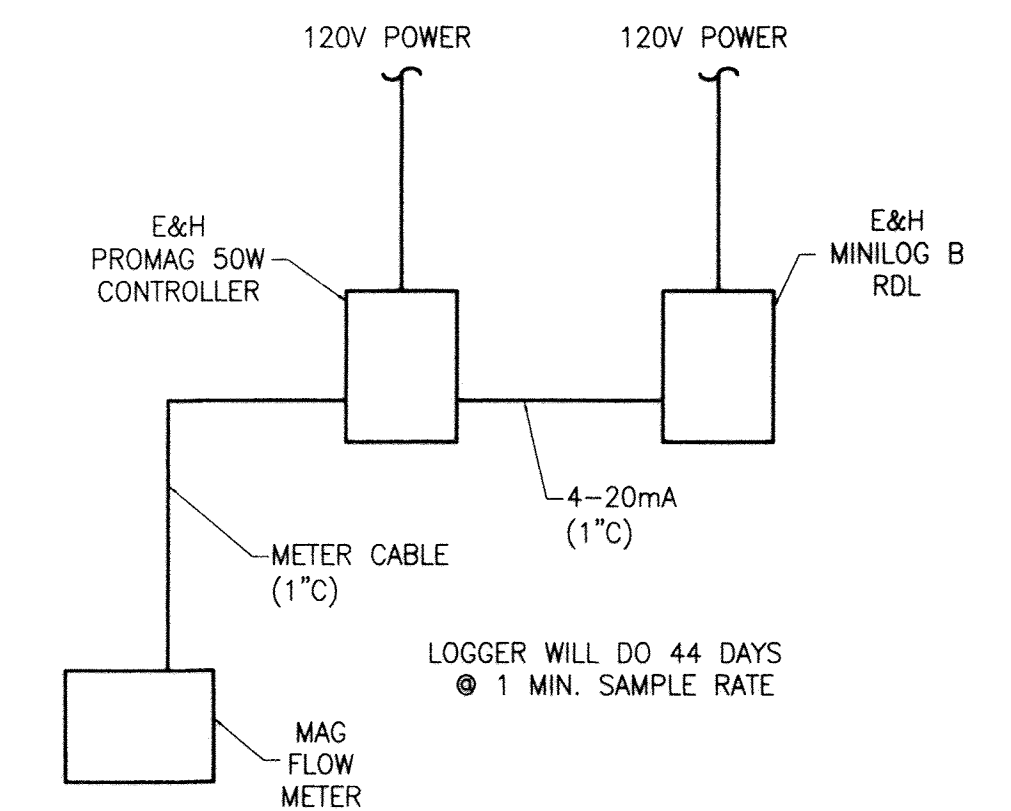 120V POWER
120V POWER
E&H
PROMAG 50W
CONTROLLER
E&H
MINILOG B
RDL
4-20mA
(1"C)
METER CABLE
(1"C)
LOGGER WILL DO 44 DAYS
@ 1 MIN. SAMPLE RATE
MAG
FLOW
METER